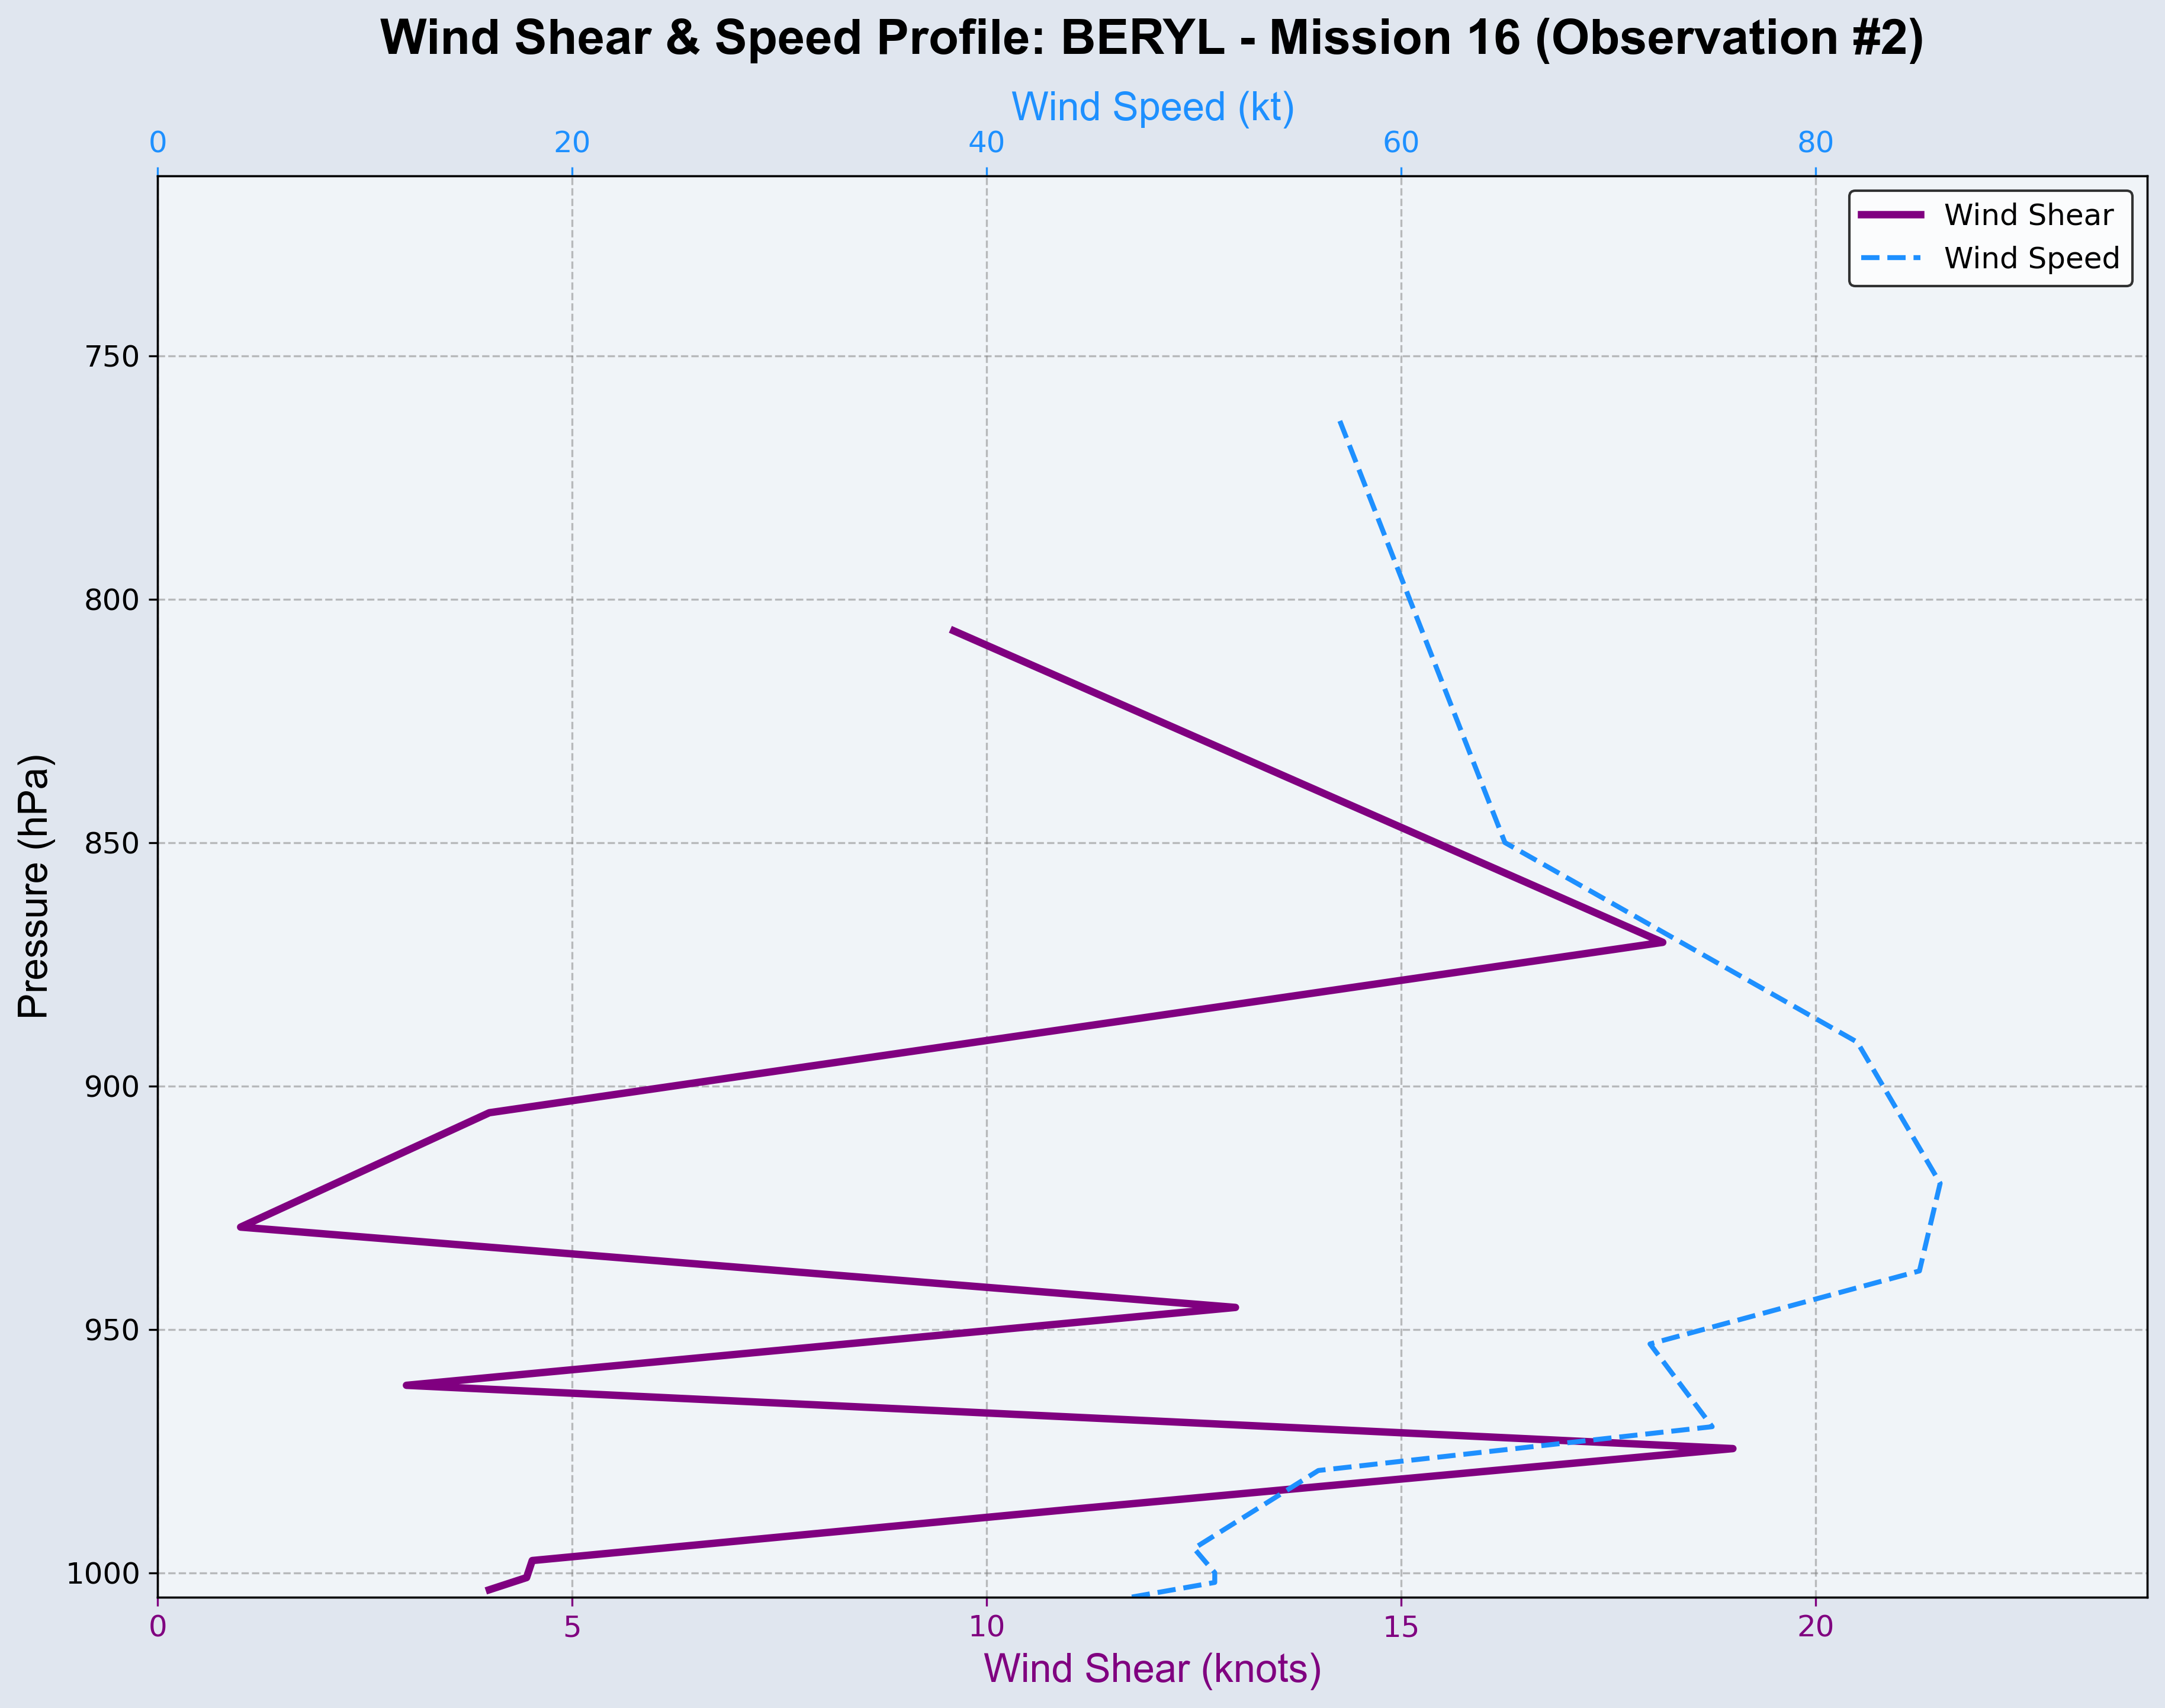 Wind Shear & Speed Profile: BERYL - Mission 16 (Observation #2)
Wind Speed (kt)
0 20 40 60 80
Wind Shear
Wind Speed
750
800
850
900
950
1000
Pressure (hPa)
0 5 10 15 20
Wind Shear (knots)